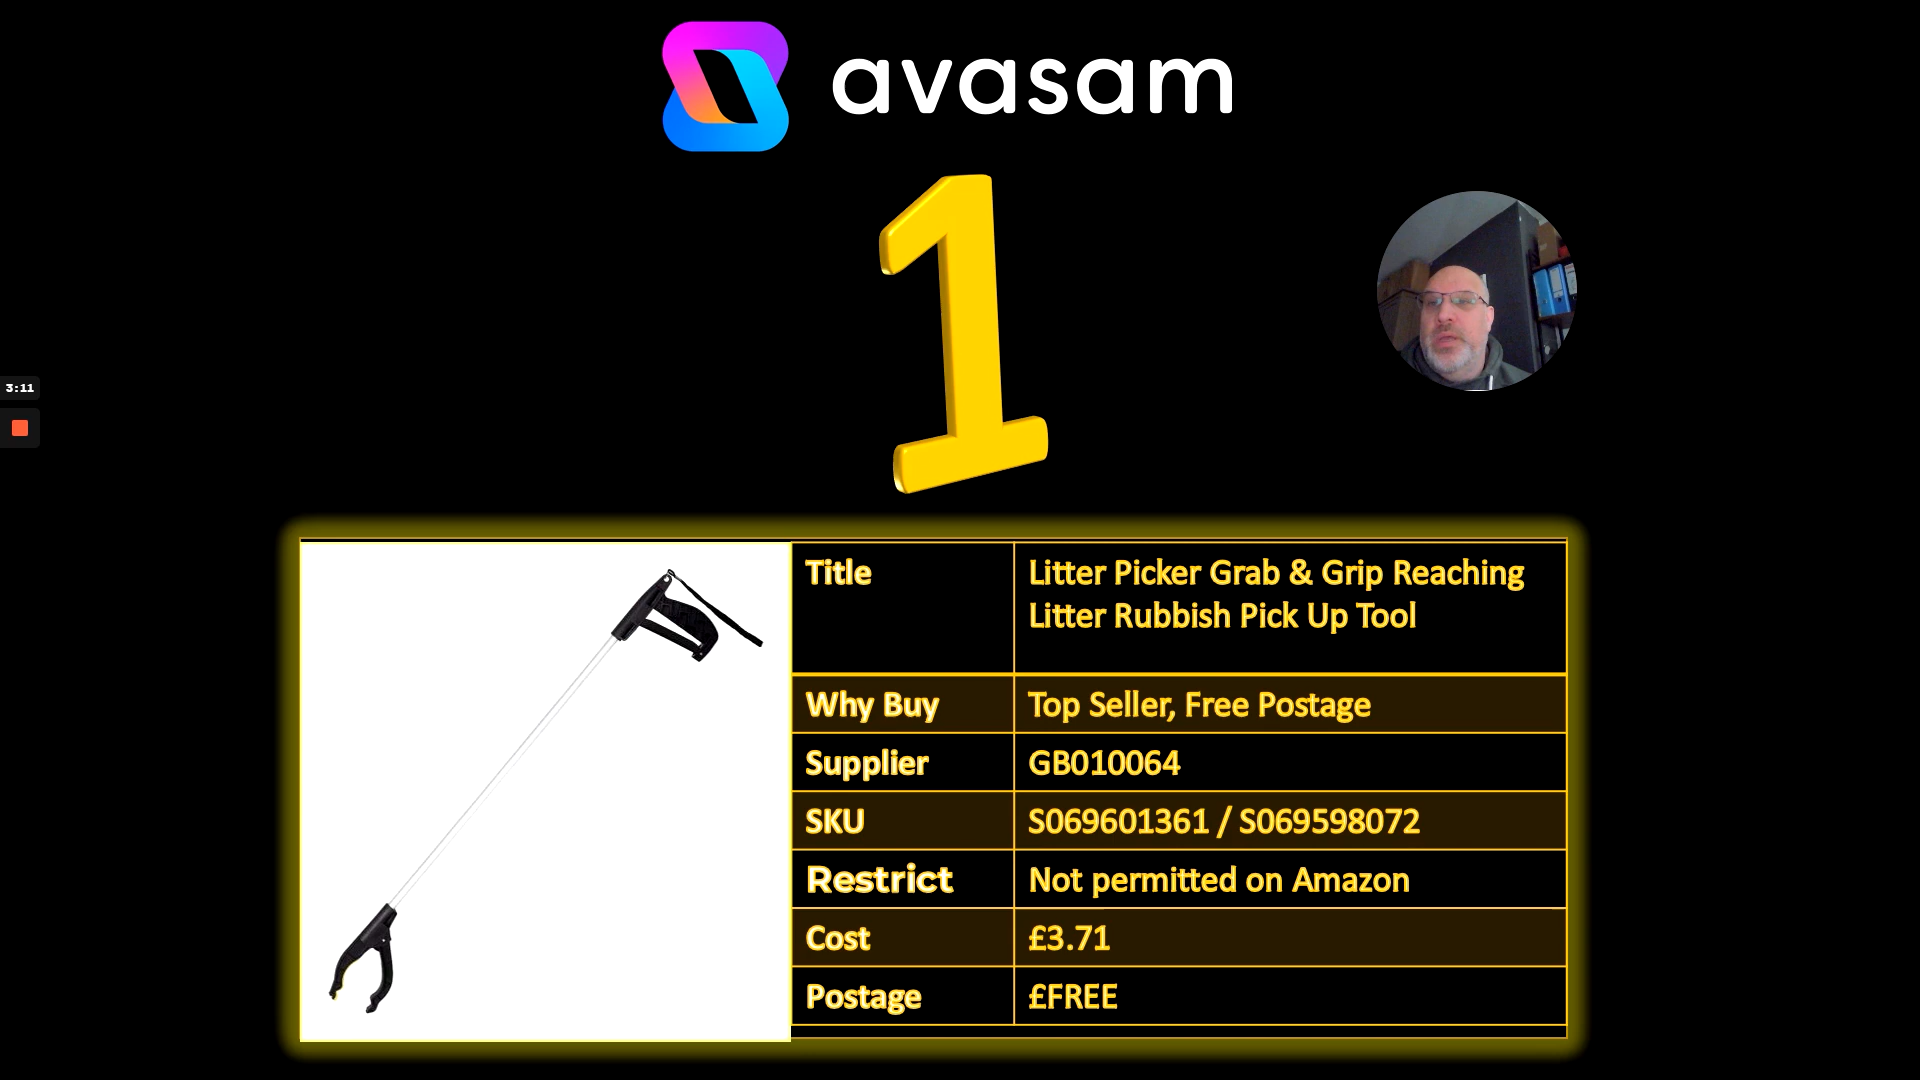 avasam
1
3:11
Title
Litter Picker Grab & Grip Reaching
Litter Rubbish Pick Up Tool
Why Buy
Top Seller, Free Postage
Supplier
GB010064
SKU
S069601361 / S069598072
Restrict
Not permitted on Amazon
Cost
£3.71
Postage
£FREE